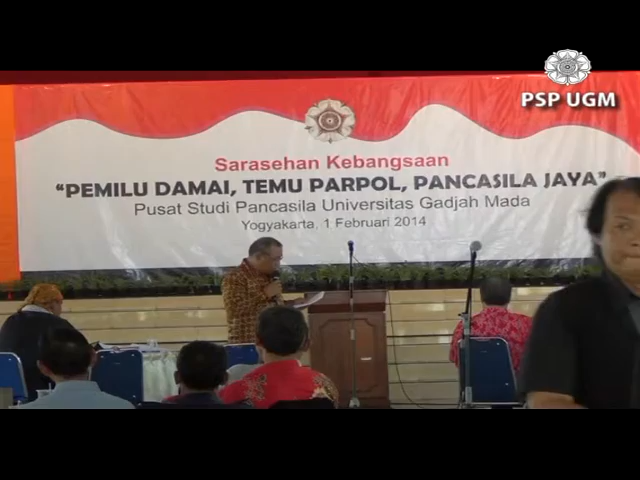 PSP UGM
Sarasehan Kebangsaan
“PEMILU DAMAI, TEMU PARPOL, PANCASILA JAYA”
Pusat Studi Pancasila Universitas Gadjah Mada
Yogyakarta, 1 Februari 2014